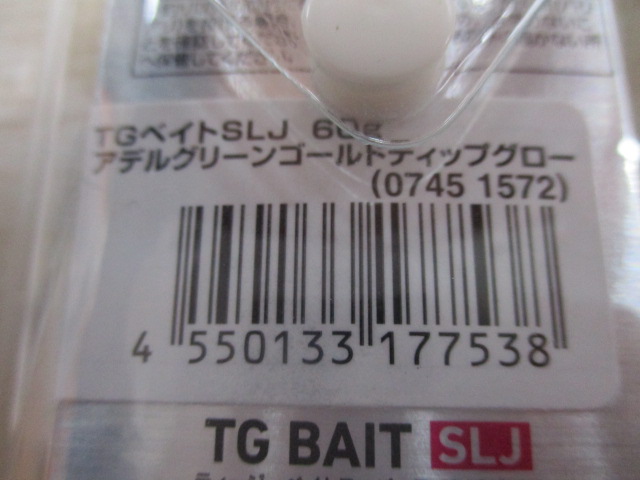 TGベイトSLJ 60g
アデルグリーンゴールドティップグロー
(0745 1572)
4 550133 177538
TG BAIT SLJ